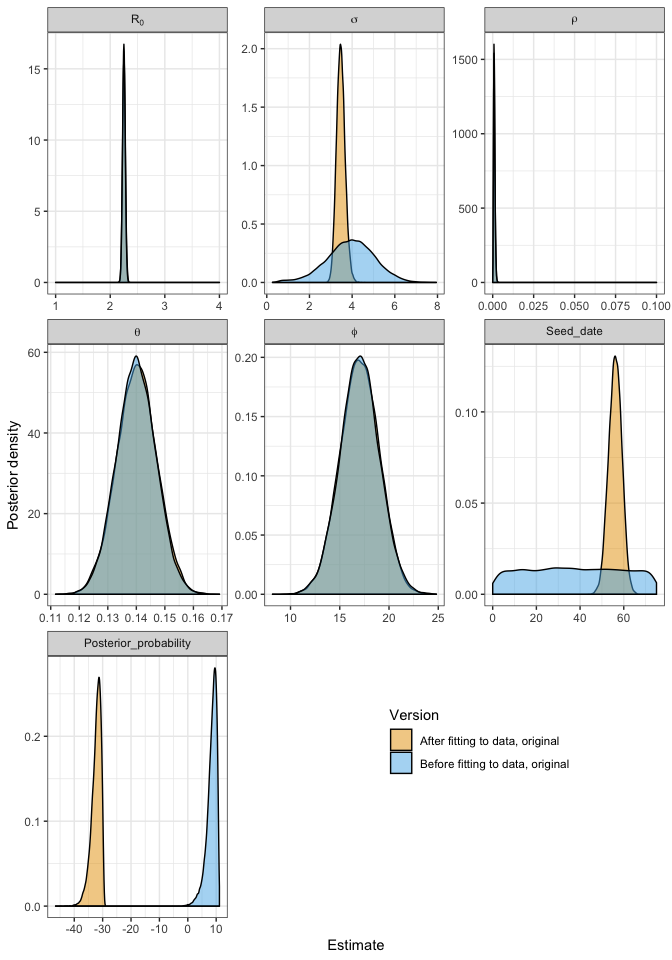 R0 σ ρ
15
10
5
0
1 2 3 4
2.0
1.5
1.0
0.5
0.0
0 2 4 6 8
1500
1000
500
0
0.000 0.025 0.050 0.075 0.100
θ ϕ Seed_date
60
40
20
0
0.11 0.12 0.13 0.14 0.15 0.16 0.17
0.20
0.15
0.10
0.05
0.00
10 15 20 25
0.10
0.05
0.00
0 20 40 60
Posterior density
Posterior_probability
0.2
0.1
0.0
-40 -30 -20 -10 0 10
Version
After fitting to data, original
Before fitting to data, original
Estimate